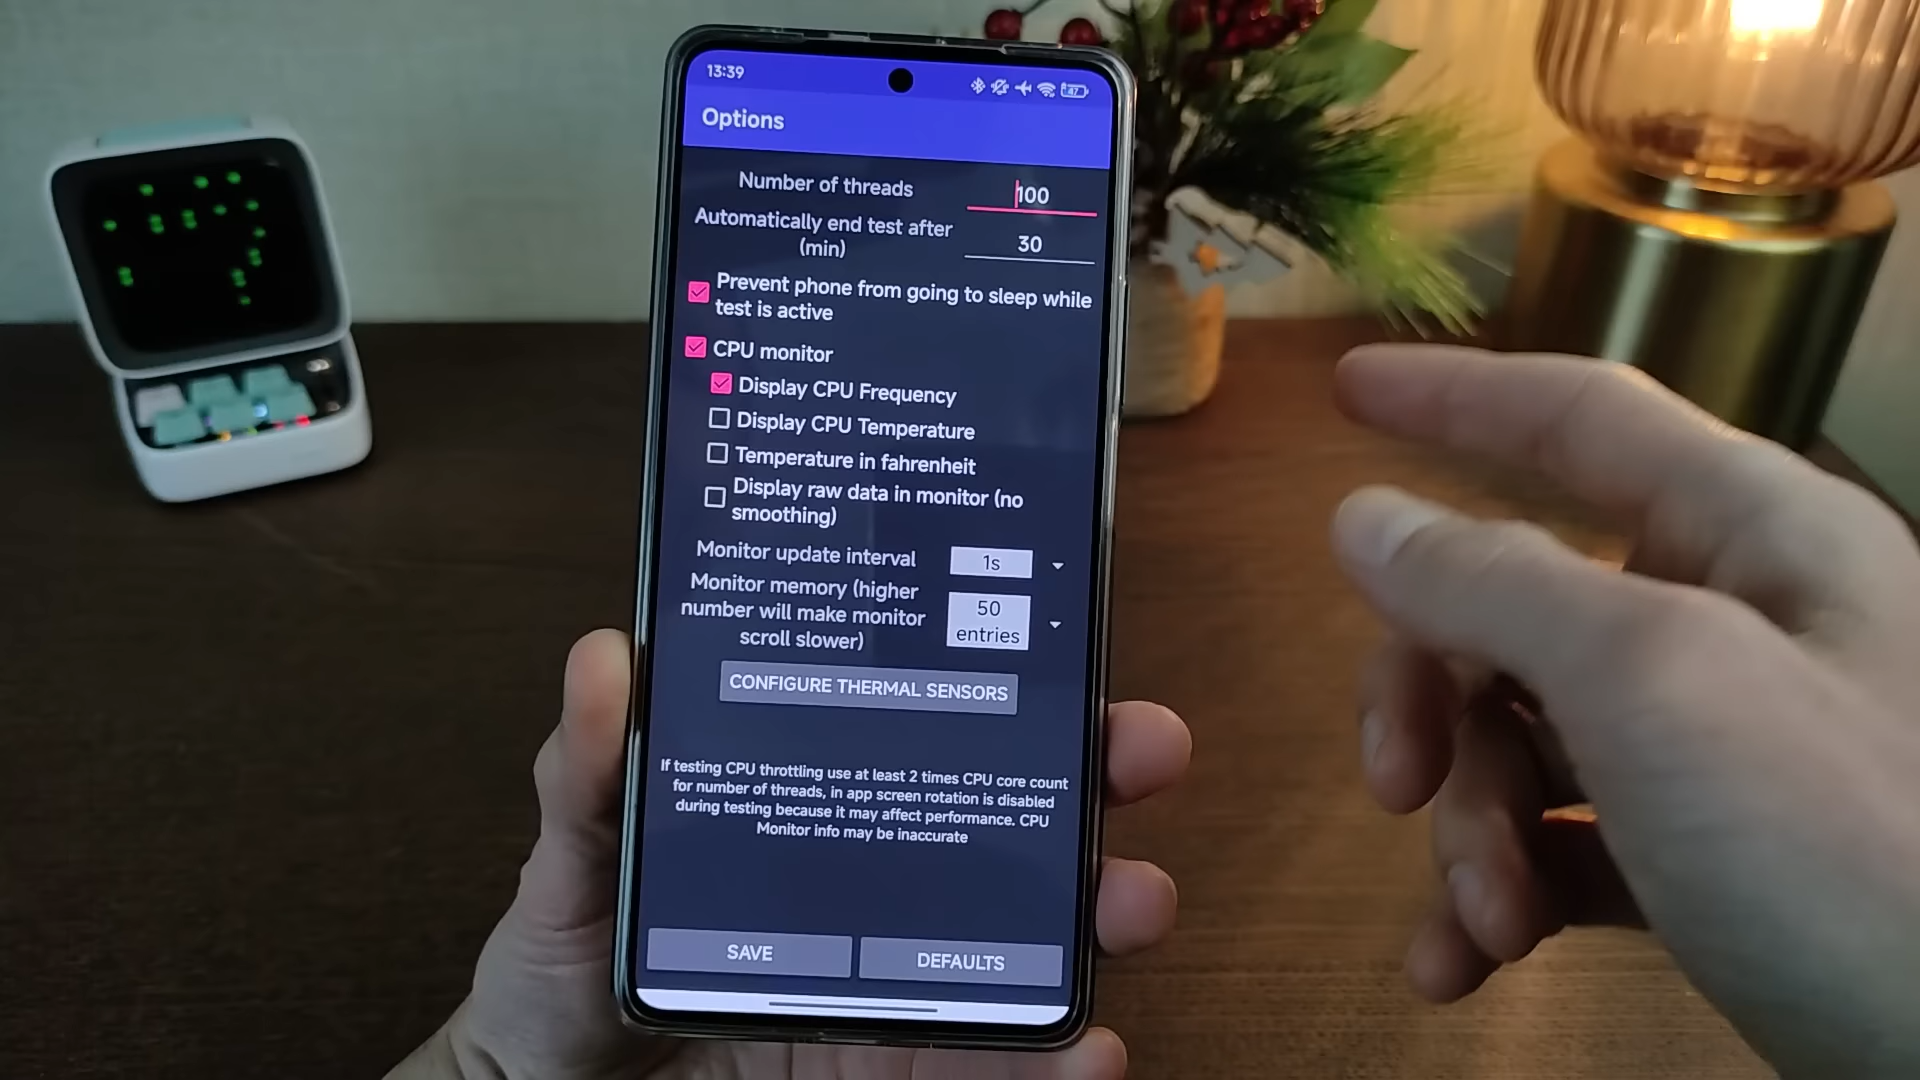 13:39
47
Options
Number of threads
100
Automatically end test after
(min)
30
Prevent phone from going to sleep while
test is active
CPU monitor
Display CPU Frequency
Display CPU Temperature
Temperature in fahrenheit
Display raw data in monitor (no
smoothing)
Monitor update interval
1s
Monitor memory (higher
number will make monitor
scroll slower)
50
entries
CONFIGURE THERMAL SENSORS
If testing CPU throttling use at least 2 times CPU core count
for number of threads, in app screen rotation is disabled
during testing because it may affect performance. CPU
Monitor info may be inaccurate
SAVE
DEFAULTS